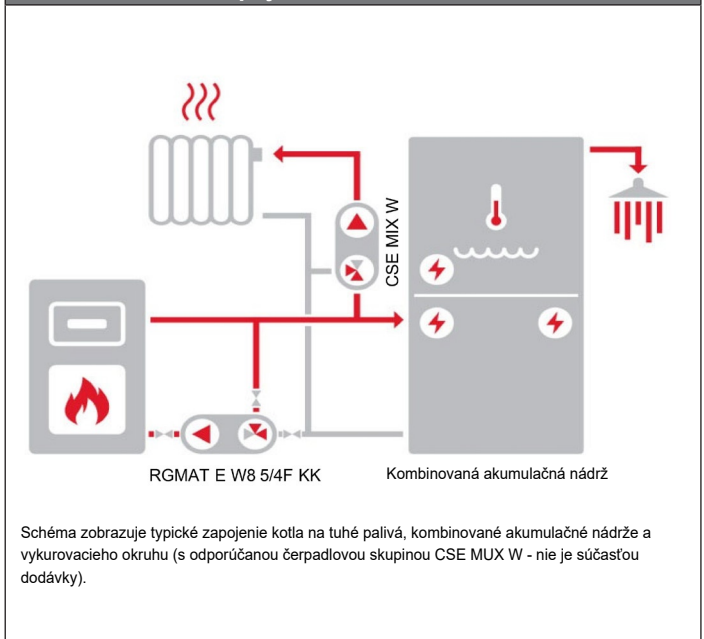 CSE MIX W
RGMAT E W8 5/4F KK
Kombinovaná akumulačná nádrž
Schéma zobrazuje typické zapojenie kotla na tuhé palivá, kombinované akumulačné nádrže a
vykurovacieho okruhu (s odporúčanou čerpadlovou skupinou CSE MUX W - nie je súčasťou
dodávky).